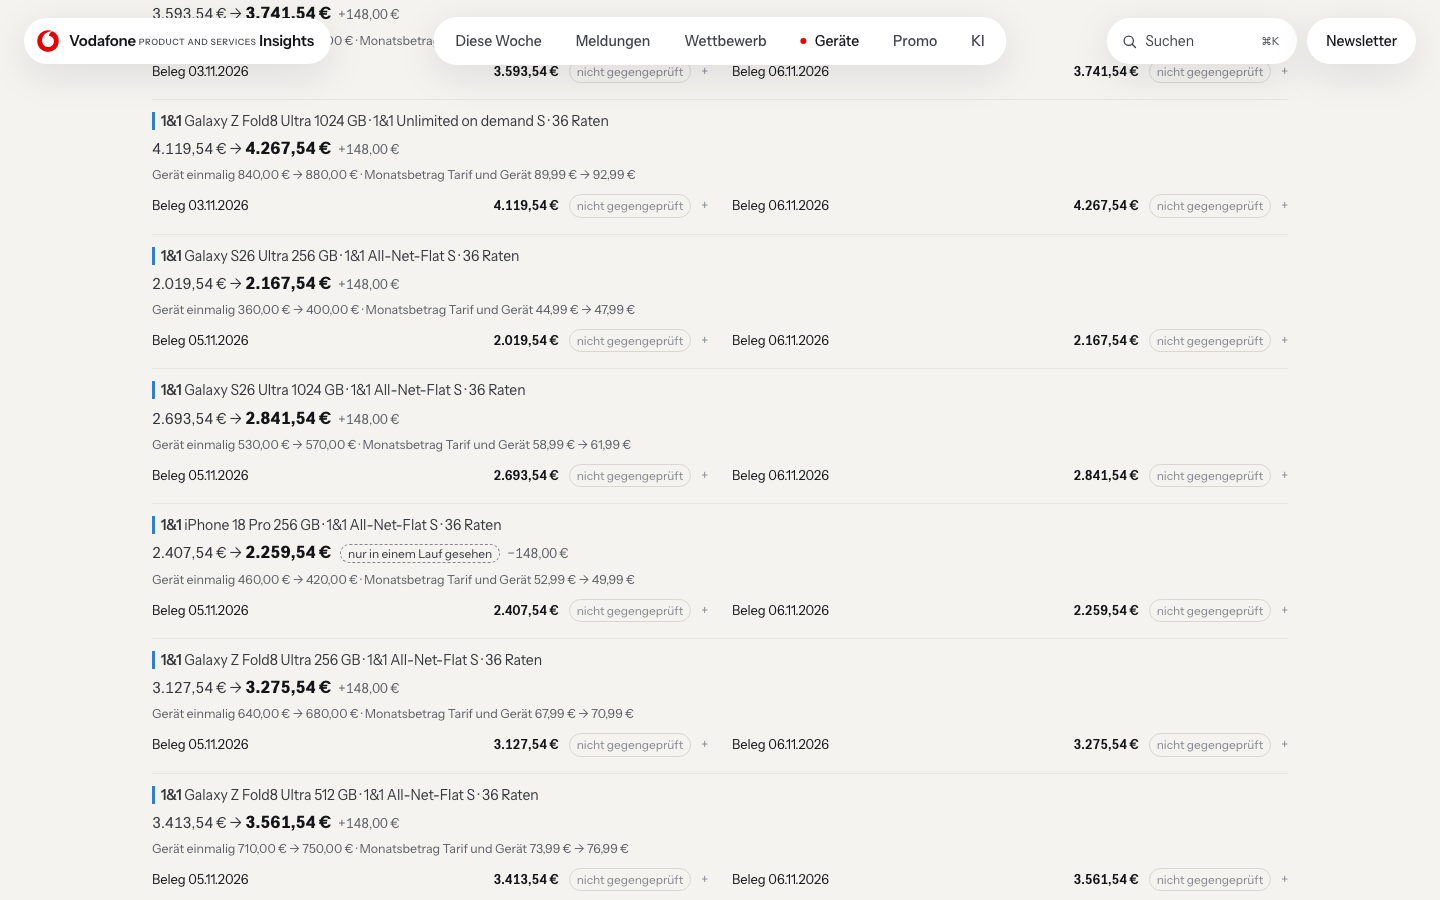 3.593,54 € → 3.741,54 € +148,00 €
Vodafone PRODUCT AND SERVICES Insights
00 € · Monatsbetrag
Diese Woche Meldungen Wettbewerb Geräte Promo KI
Suchen ⌘K
Newsletter
Beleg 03.11.2026 3.593,54 € nicht gegengeprüft + Beleg 06.11.2026 3.741,54 € nicht gegengeprüft +
1&1 Galaxy Z Fold8 Ultra 1024 GB · 1&1 Unlimited on demand S · 36 Raten
4.119,54 € → 4.267,54 € +148,00 €
Gerät einmalig 840,00 € → 880,00 € · Monatsbetrag Tarif und Gerät 89,99 € → 92,99 €
Beleg 03.11.2026 4.119,54 € nicht gegengeprüft + Beleg 06.11.2026 4.267,54 € nicht gegengeprüft +
1&1 Galaxy S26 Ultra 256 GB · 1&1 All-Net-Flat S · 36 Raten
2.019,54 € → 2.167,54 € +148,00 €
Gerät einmalig 360,00 € → 400,00 € · Monatsbetrag Tarif und Gerät 44,99 € → 47,99 €
Beleg 05.11.2026 2.019,54 € nicht gegengeprüft + Beleg 06.11.2026 2.167,54 € nicht gegengeprüft +
1&1 Galaxy S26 Ultra 1024 GB · 1&1 All-Net-Flat S · 36 Raten
2.693,54 € → 2.841,54 € +148,00 €
Gerät einmalig 530,00 € → 570,00 € · Monatsbetrag Tarif und Gerät 58,99 € → 61,99 €
Beleg 05.11.2026 2.693,54 € nicht gegengeprüft + Beleg 06.11.2026 2.841,54 € nicht gegengeprüft +
1&1 iPhone 18 Pro 256 GB · 1&1 All-Net-Flat S · 36 Raten
2.407,54 € → 2.259,54 € nur in einem Lauf gesehen −148,00 €
Gerät einmalig 460,00 € → 420,00 € · Monatsbetrag Tarif und Gerät 52,99 € → 49,99 €
Beleg 05.11.2026 2.407,54 € nicht gegengeprüft + Beleg 06.11.2026 2.259,54 € nicht gegengeprüft +
1&1 Galaxy Z Fold8 Ultra 256 GB · 1&1 All-Net-Flat S · 36 Raten
3.127,54 € → 3.275,54 € +148,00 €
Gerät einmalig 640,00 € → 680,00 € · Monatsbetrag Tarif und Gerät 67,99 € → 70,99 €
Beleg 05.11.2026 3.127,54 € nicht gegengeprüft + Beleg 06.11.2026 3.275,54 € nicht gegengeprüft +
1&1 Galaxy Z Fold8 Ultra 512 GB · 1&1 All-Net-Flat S · 36 Raten
3.413,54 € → 3.561,54 € +148,00 €
Gerät einmalig 710,00 € → 750,00 € · Monatsbetrag Tarif und Gerät 73,99 € → 76,99 €
Beleg 05.11.2026 3.413,54 € nicht gegengeprüft + Beleg 06.11.2026 3.561,54 € nicht gegengeprüft +